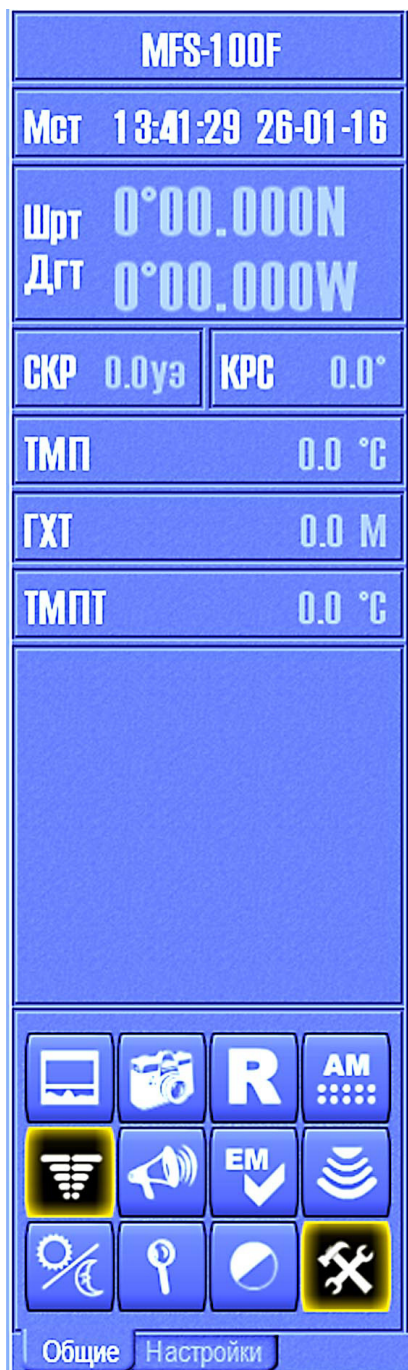 MFS-100F
Мст 13:41:29 26-01-16
Шрт 0°00.000N
Дгт 0°00.000W
СКР 0.0уз КРС 0.0°
ТМП 0.0 °C
ГХТ 0.0 М
ТМПТ 0.0 °C
R AM
EM
Общие Настройки